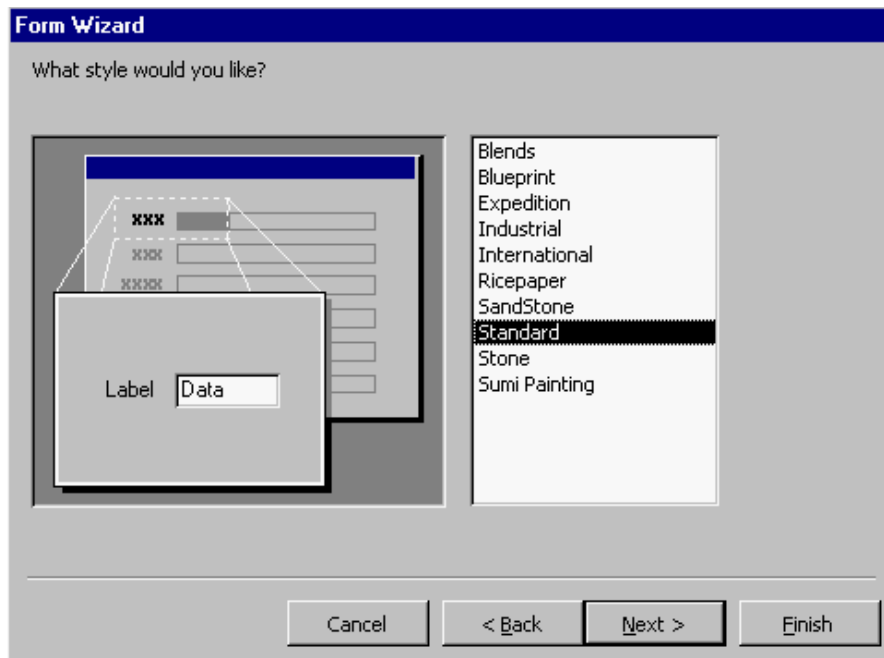 Form Wizard
What style would you like?
xxx
xxx
xxxx
Label Data
Blends
Blueprint
Expedition
Industrial
International
Ricepaper
SandStone
Standard
Stone
Sumi Painting
Cancel < Back Next > Finish